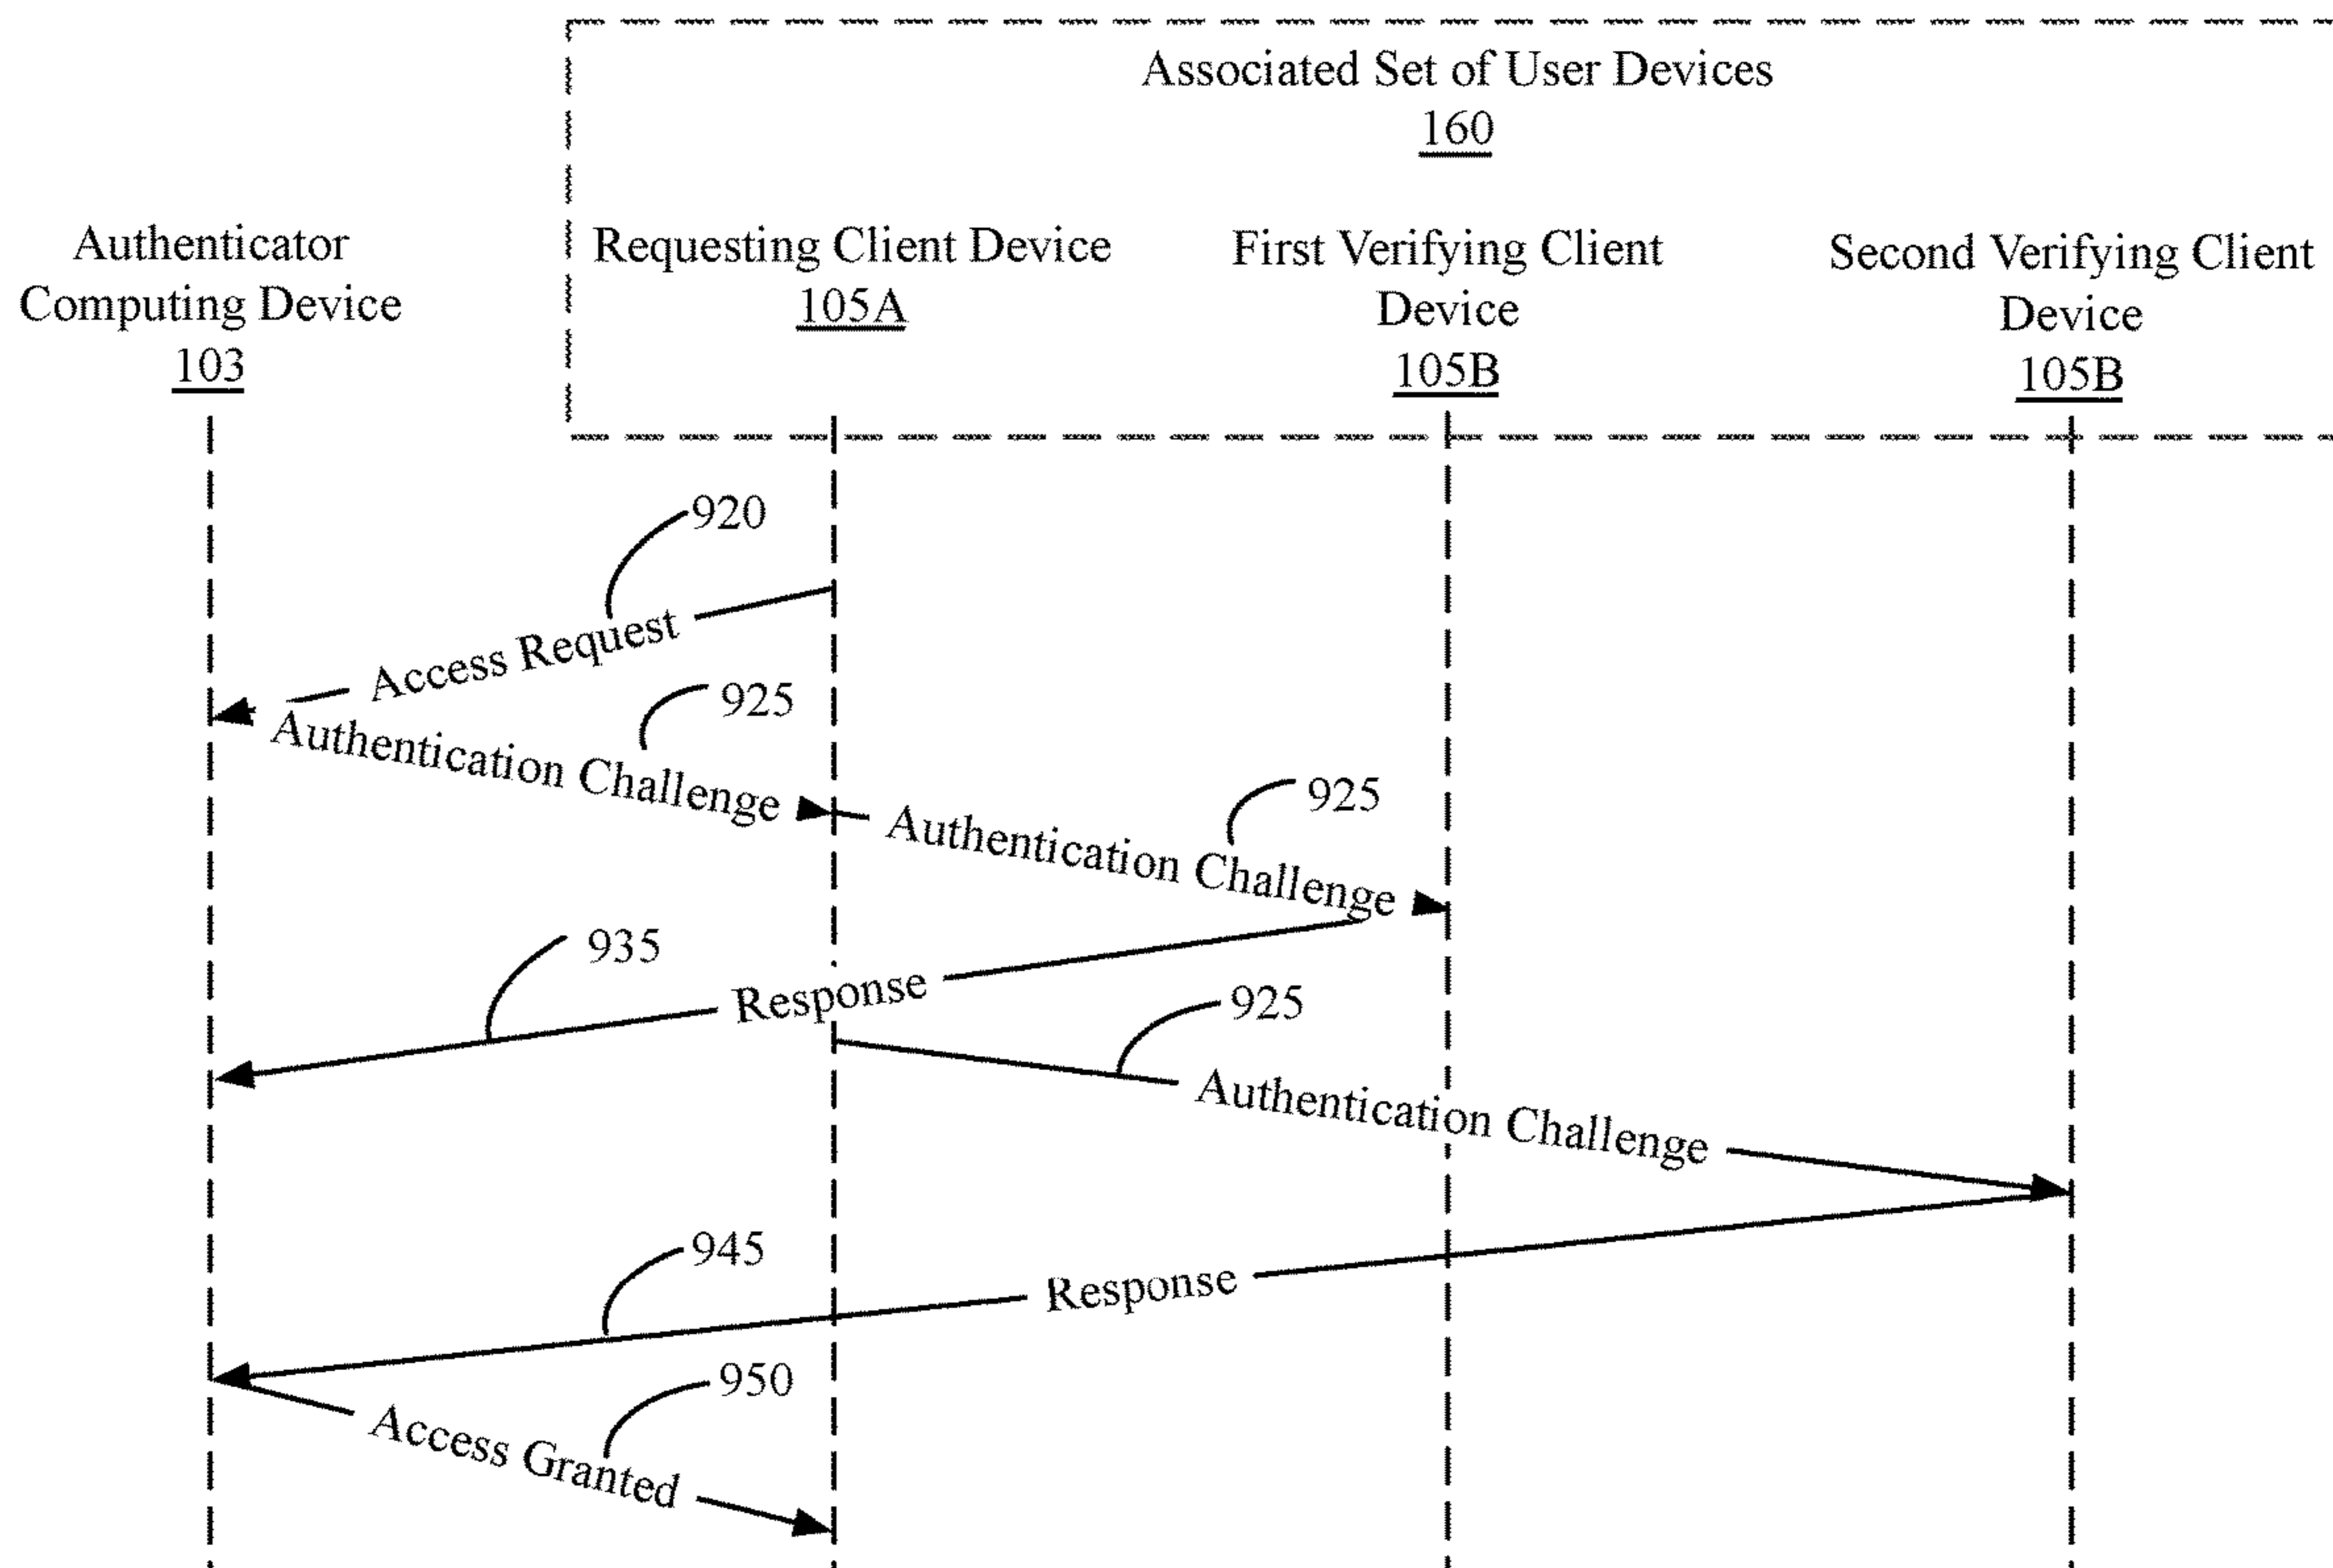 Associated Set of User Devices
160
Authenticator
Computing Device
103
Requesting Client Device
105A
First Verifying Client
Device
105B
Second Verifying Client
Device
105B
920
Access Request
925
Authentication Challenge
925
Authentication Challenge
935
Response
925
Authentication Challenge
945
Response
950
Access Granted